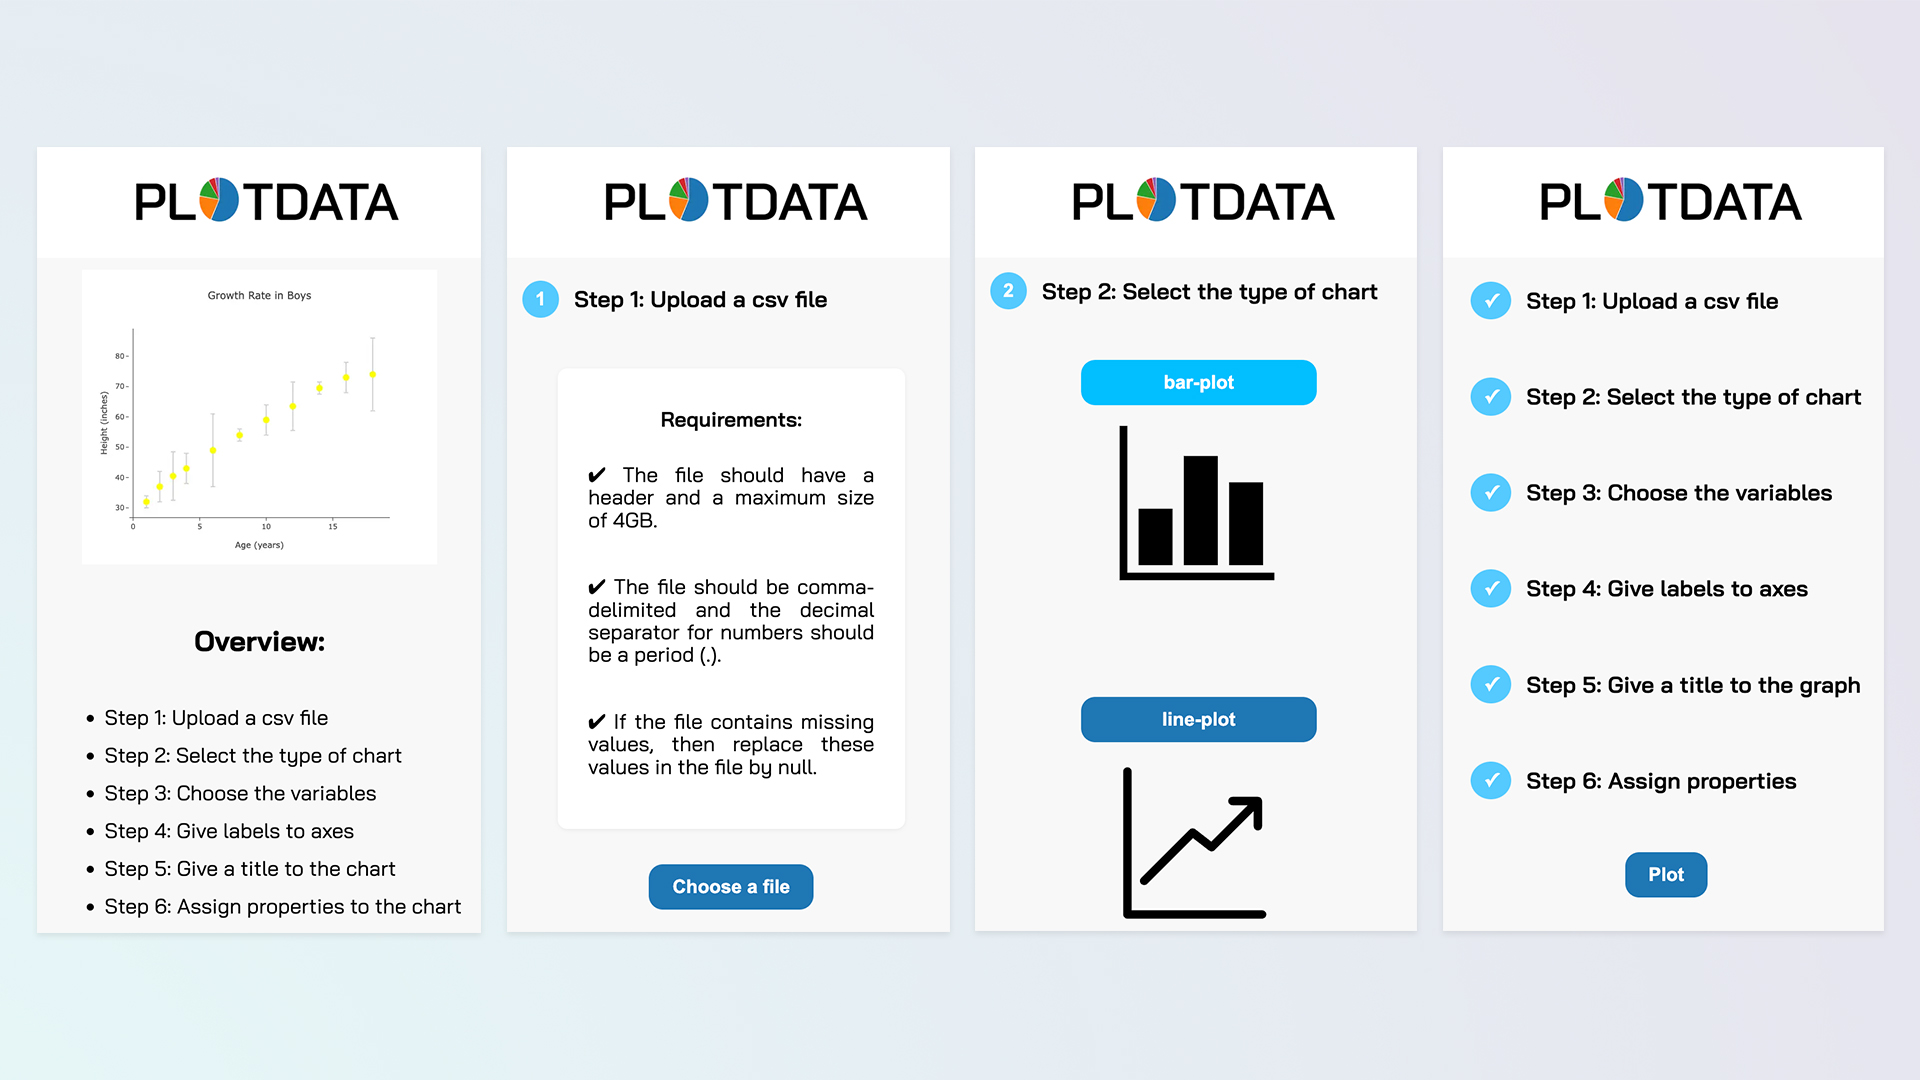 PLOTDATA
Growth Rate in Boys
80
70
60
50
40
30
Height (inches)
0
5
10
15
Age (years)
Overview:
• Step 1: Upload a csv file
• Step 2: Select the type of chart
• Step 3: Choose the variables
• Step 4: Give labels to axes
• Step 5: Give a title to the chart
• Step 6: Assign properties to the chart
PLOTDATA
1 Step 1: Upload a csv file
Requirements:
✔ The file should have a
header and a maximum size
of 4GB.
✔ The file should be comma-
delimited and the decimal
separator for numbers should
be a period (.).
✔ If the file contains missing
values, then replace these
values in the file by null.
Choose a file
PLOTDATA
2 Step 2: Select the type of chart
bar-plot
line-plot
PLOTDATA
✓ Step 1: Upload a csv file
✓ Step 2: Select the type of chart
✓ Step 3: Choose the variables
✓ Step 4: Give labels to axes
✓ Step 5: Give a title to the graph
✓ Step 6: Assign properties
Plot